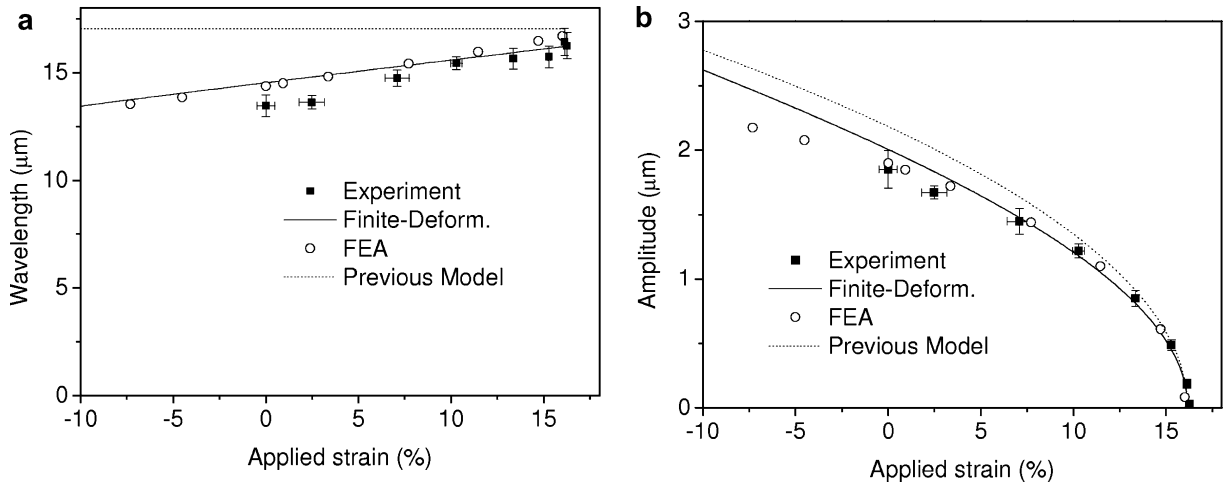 a
Wavelength (μm)
15
10
5
0
Experiment
Finite-Deform.
FEA
Previous Model
-10 -5 0 5 10 15
Applied strain (%)
b
Amplitude (μm)
3
2
1
0
Experiment
Finite-Deform.
FEA
Previous Model
-10 -5 0 5 10 15
Applied strain (%)